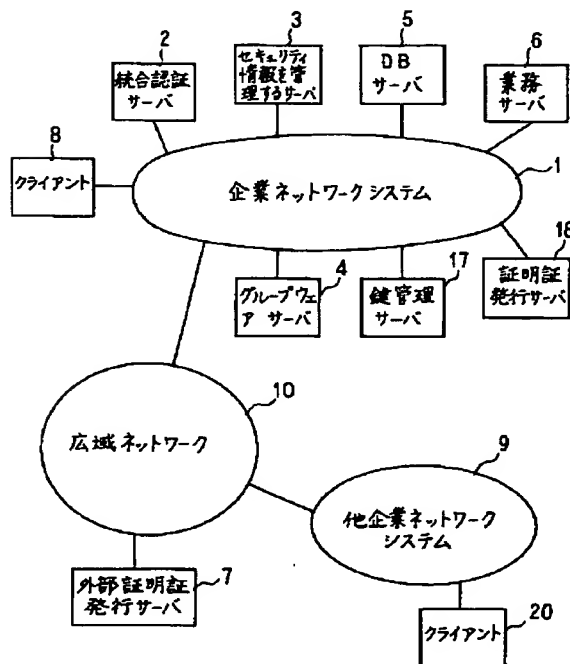 3
5
2
6
セキュリティ
情報を管
理するサーバ
DB
サーバ
統合認証
サーバ
業務
サーバ
8
クライアント
1
企業ネットワークシステム
18
17
グループウェ
ア サーバ
4
鍵管理
サーバ
証明証
発行サーバ
10
広域ネットワーク
9
他企業ネットワーク
システム
外部証明証
発行サーバ
7
クライアント
20